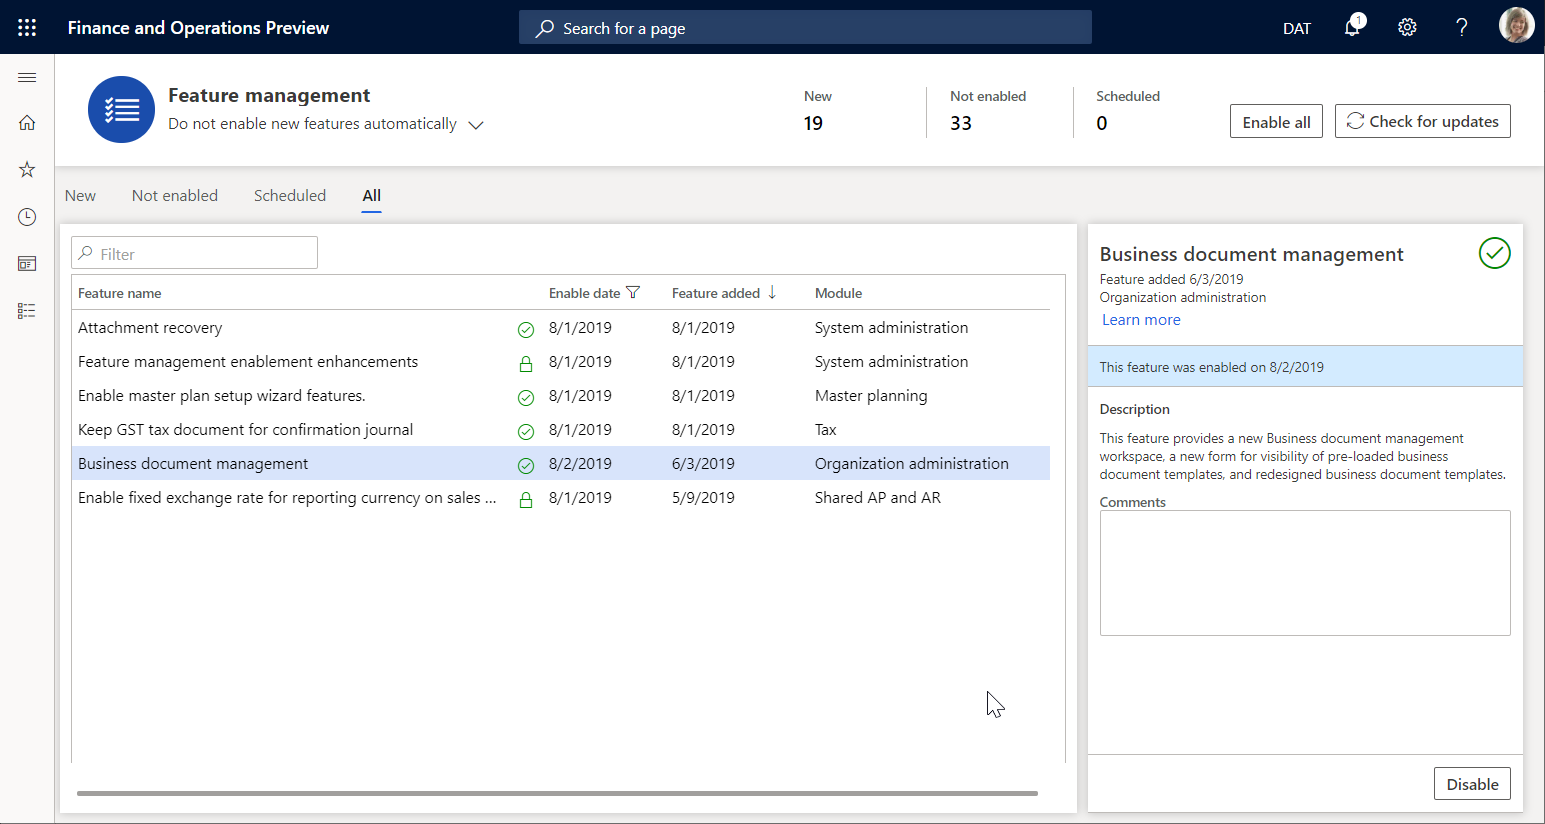 Finance and Operations Preview
Search for a page
DAT
1
?
Feature management
Do not enable new features automatically
New
19
Not enabled
33
Scheduled
0
Enable all
Check for updates
New Not enabled Scheduled All
Filter
Feature name Enable date Feature added Module
Attachment recovery 8/1/2019 8/1/2019 System administration
Feature management enablement enhancements 8/1/2019 8/1/2019 System administration
Enable master plan setup wizard features. 8/1/2019 8/1/2019 Master planning
Keep GST tax document for confirmation journal 8/1/2019 8/1/2019 Tax
Business document management 8/2/2019 6/3/2019 Organization administration
Enable fixed exchange rate for reporting currency on sales ... 8/1/2019 5/9/2019 Shared AP and AR
Business document management
Feature added 6/3/2019
Organization administration
Learn more
This feature was enabled on 8/2/2019
Description
This feature provides a new Business document management
workspace, a new form for visibility of pre-loaded business
document templates, and redesigned business document templates.
Comments
Disable